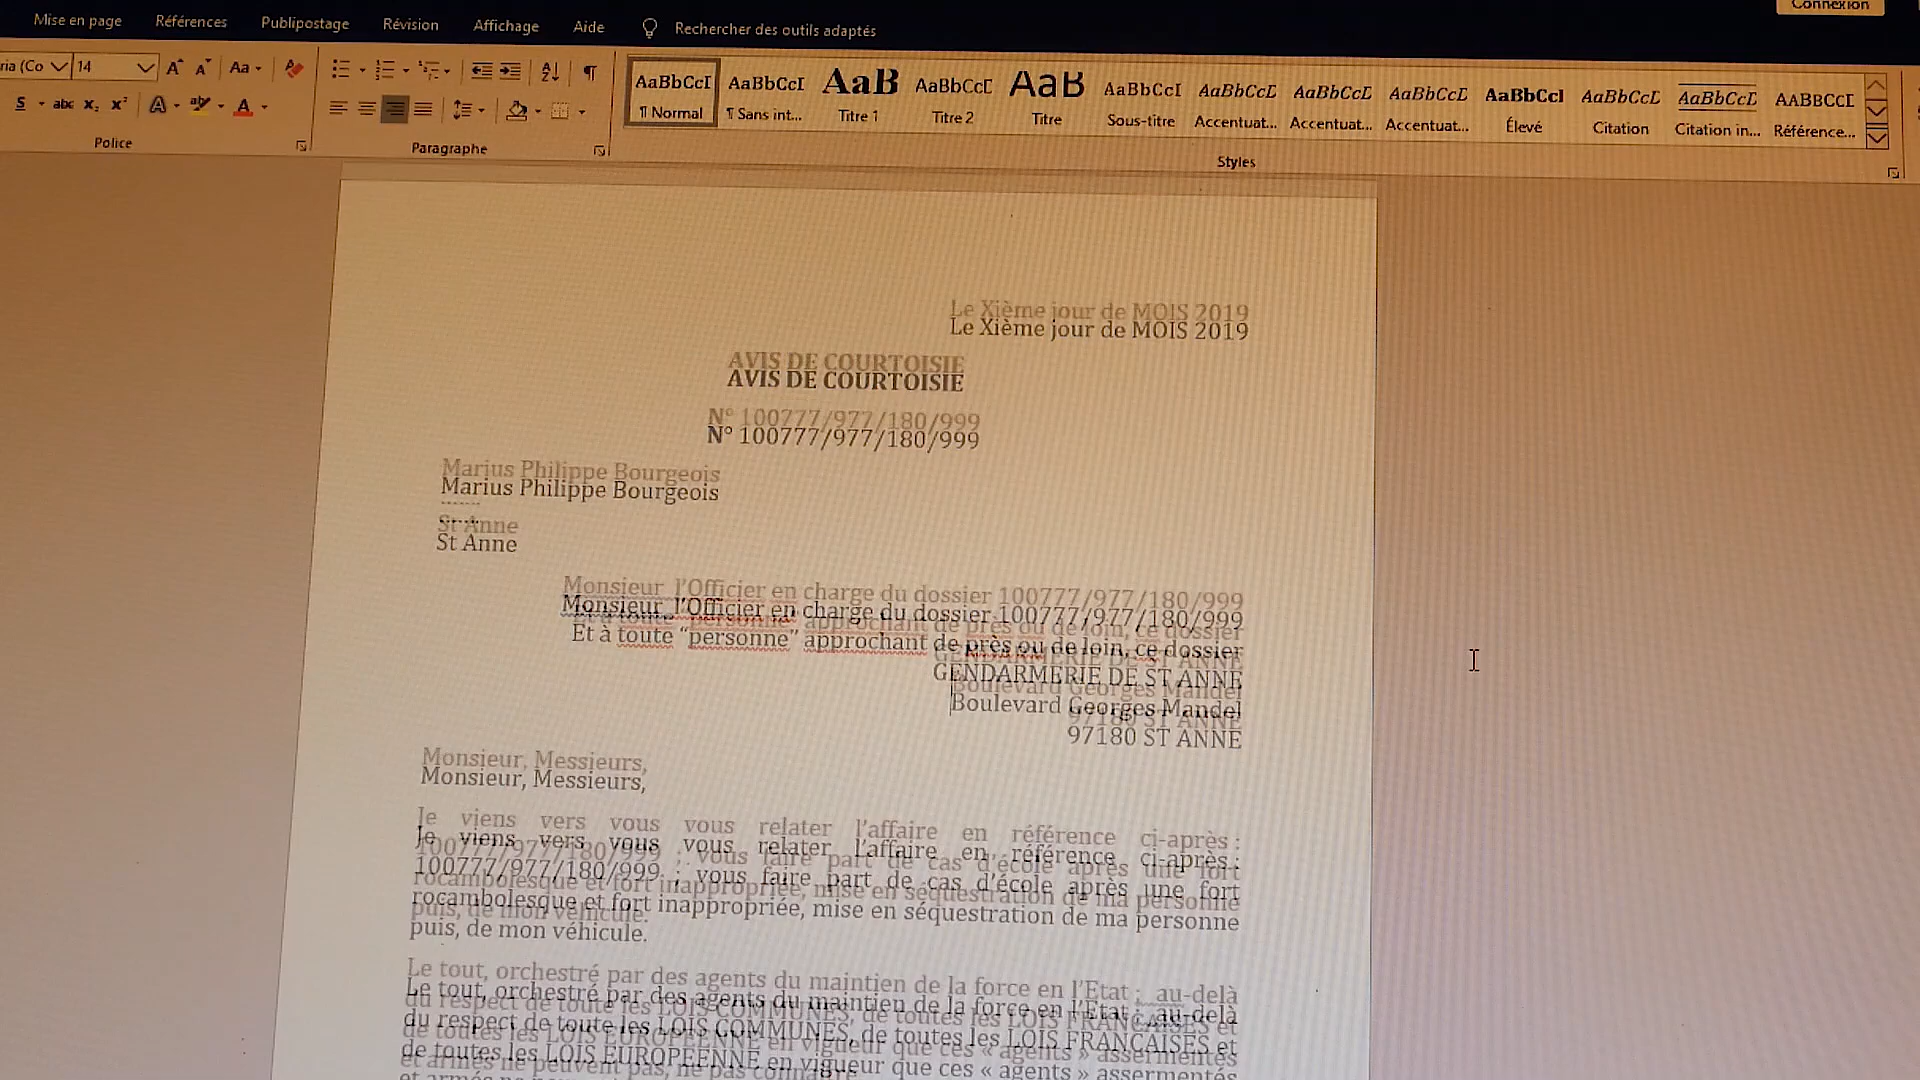 Connexion
Mise en page Références Publipostage Révision Affichage Aide Rechercher des outils adaptés
ria (Co 14 Aa
S abc X₂ X² A aby A
AaBbCcI AaBbCcI AaB AaBbCcC AaB AaBbCcI AaBbCcL AaBbCcL AaBbCcL AaBbCcI AaBbCcL AaBbCcL AABBCCL
¶ Normal ¶ Sans int... Titre 1 Titre 2 Titre Sous-titre Accentuat... Accentuat... Accentuat... Élevé Citation Citation in... Référence...
Police Paragraphe Styles
Le Xième jour de MOIS 2019
AVIS DE COURTOISIE
N° 100777/977/180/999
Marius Philippe Bourgeois
St Anne
Monsieur l’Officier en charge du dossier 100777/977/180/999
Et à toute “personne” approchant de près ou de loin, ce dossier
GENDARMERIE DE ST ANNE
Boulevard Georges Mandel
97180 ST ANNE
Monsieur, Messieurs,
Je viens vers vous vous relater l’affaire en référence ci-après :
100777/977/180/999 ; vous faire part de cas d’école après une fort
rocambolesque et fort inappropriée, mise en séquestration de ma personne
puis, de mon véhicule.
Le tout, orchestré par des agents du maintien de la force en l’Etat ; au-delà
du respect de toute les LOIS COMMUNES, de toutes les LOIS FRANÇAISES et
de toutes les LOIS EUROPEENNE en vigueur que ces « agents » assermentés